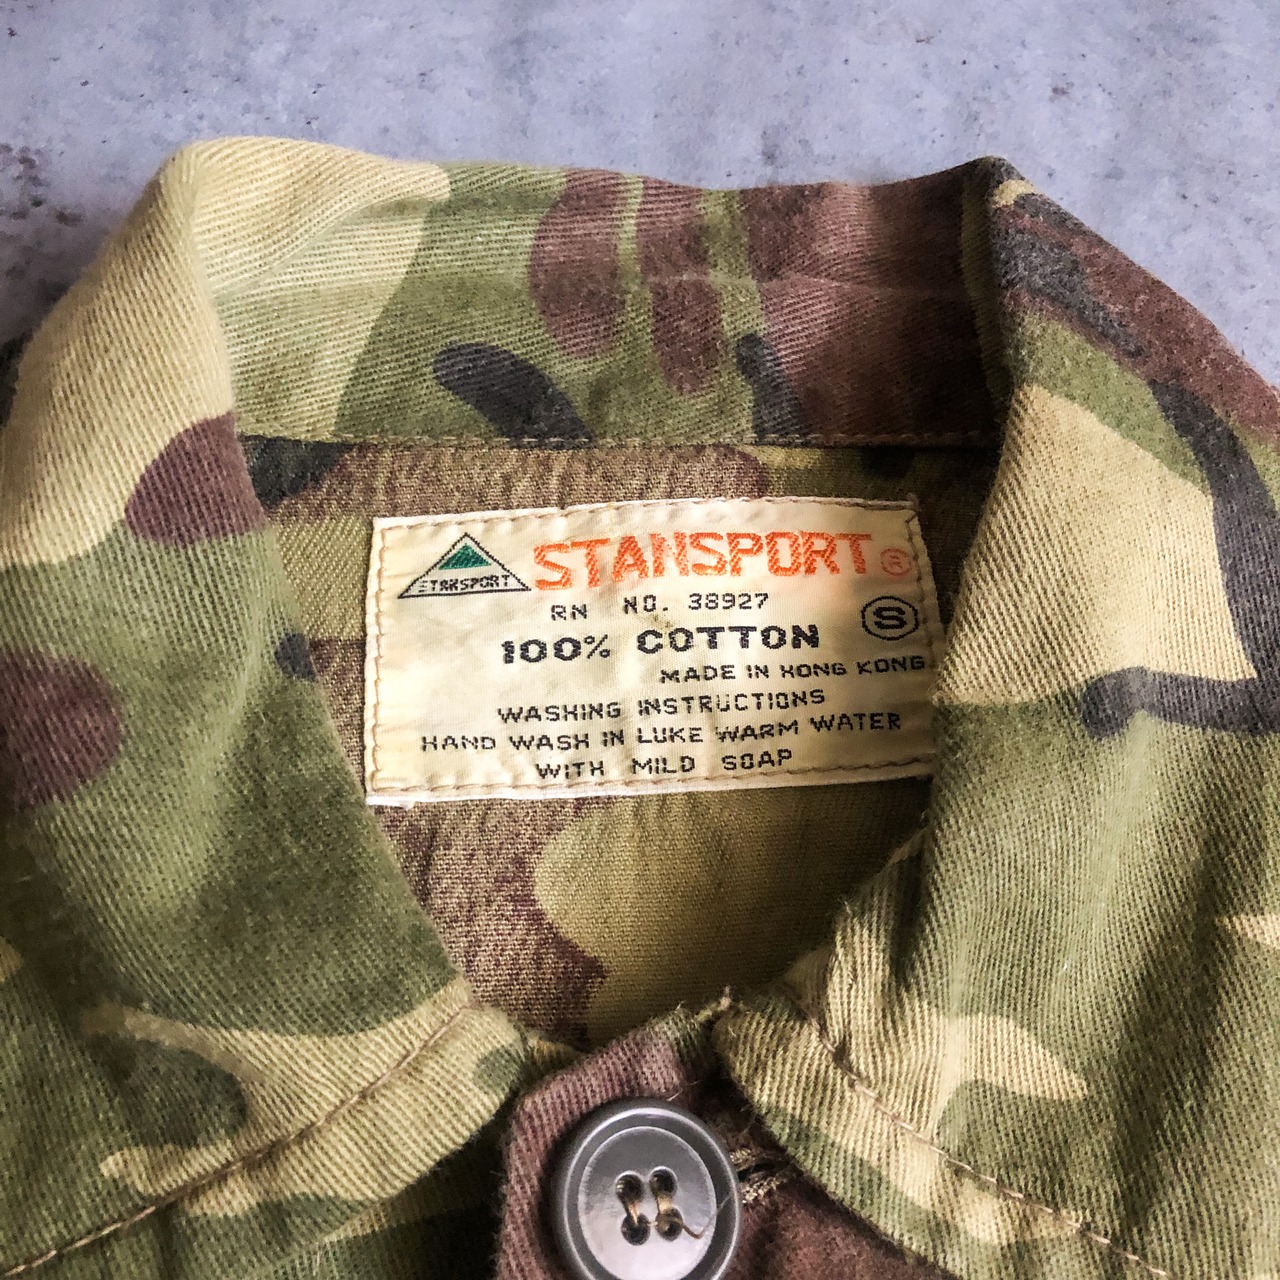 STANSPORT
STANSPORT ®
RN NO. 38927
S
100% COTTON
MADE IN HONG KONG
WASHING INSTRUCTIONS
HAND WASH IN LUKE WARM WATER
WITH MILD SOAP